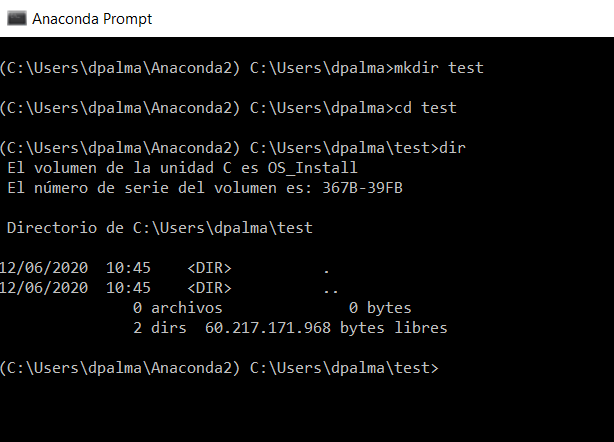 Anaconda Prompt
(C:\Users\dpalma\Anaconda2) C:\Users\dpalma>mkdir test
(C:\Users\dpalma\Anaconda2) C:\Users\dpalma>cd test
(C:\Users\dpalma\Anaconda2) C:\Users\dpalma\test>dir
El volumen de la unidad C es OS_Install
El número de serie del volumen es: 367B-39FB
Directorio de C:\Users\dpalma\test
12/06/2020  10:45    <DIR>          .
12/06/2020  10:45    <DIR>          ..
0 archivos              0 bytes
2 dirs  60.217.171.968 bytes libres
(C:\Users\dpalma\Anaconda2) C:\Users\dpalma\test>